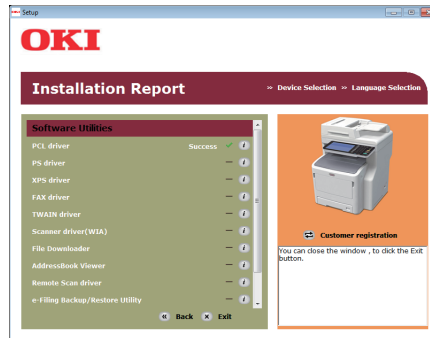 Setup
OKI
Installation Report
» Device Selection » Language Selection
Software Utilities
PCL driver Success
PS driver
XPS driver
FAX driver
TWAIN driver
Scanner driver(WIA)
File Downloader
AddressBook Viewer
Remote Scan driver
e-Filing Backup/Restore Utility
Back Exit
Customer registration
You can close the window , to click the Exit
button.